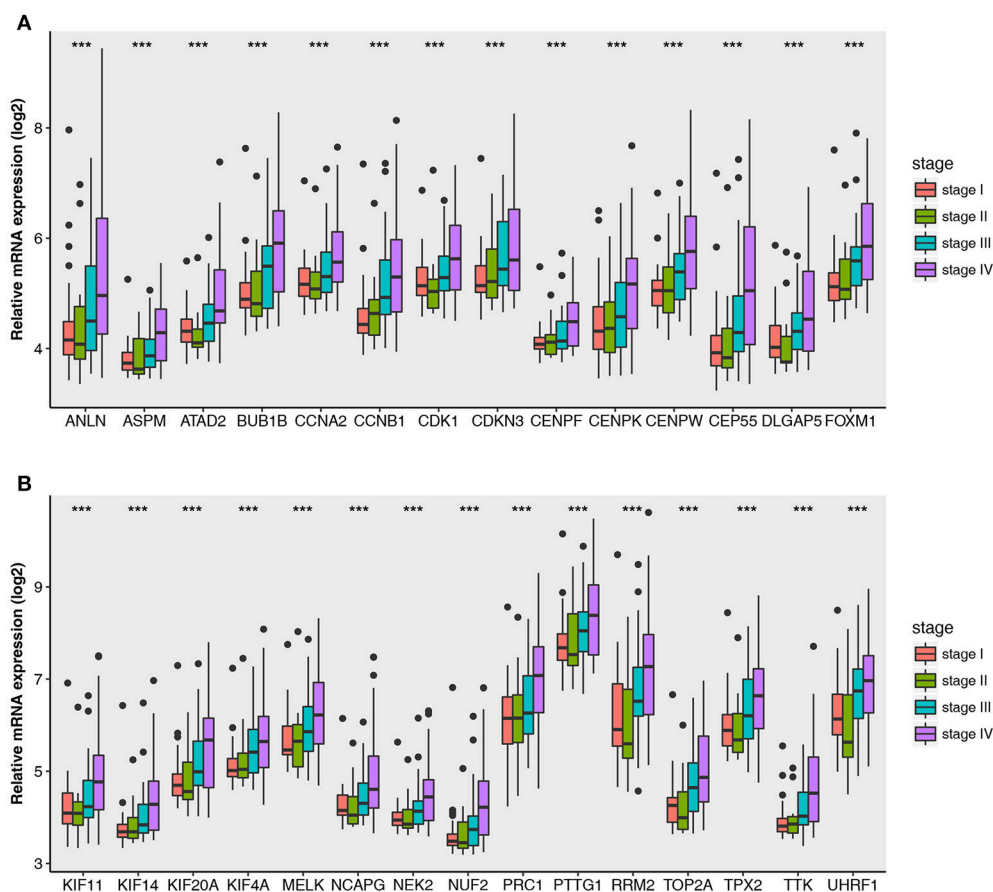 A
*** *** *** *** *** *** *** *** *** *** *** *** *** ***
Relative mRNA expression (log2)
8
6
4
ANLN ASPM ATAD2 BUB1B CCNA2 CCNB1 CDK1 CDKN3 CENPF CENPK CENPW CEP55 DLGAP5 FOXM1
stage
stage I
stage II
stage III
stage IV
B
*** *** *** *** *** *** *** *** *** *** *** *** *** *** ***
Relative mRNA expression (log2)
9
7
5
3
KIF11 KIF14 KIF20A KIF4A MELK NCAPG NEK2 NUF2 PRC1 PTTG1 RRM2 TOP2A TPX2 TTK UHRF1
stage
stage I
stage II
stage III
stage IV